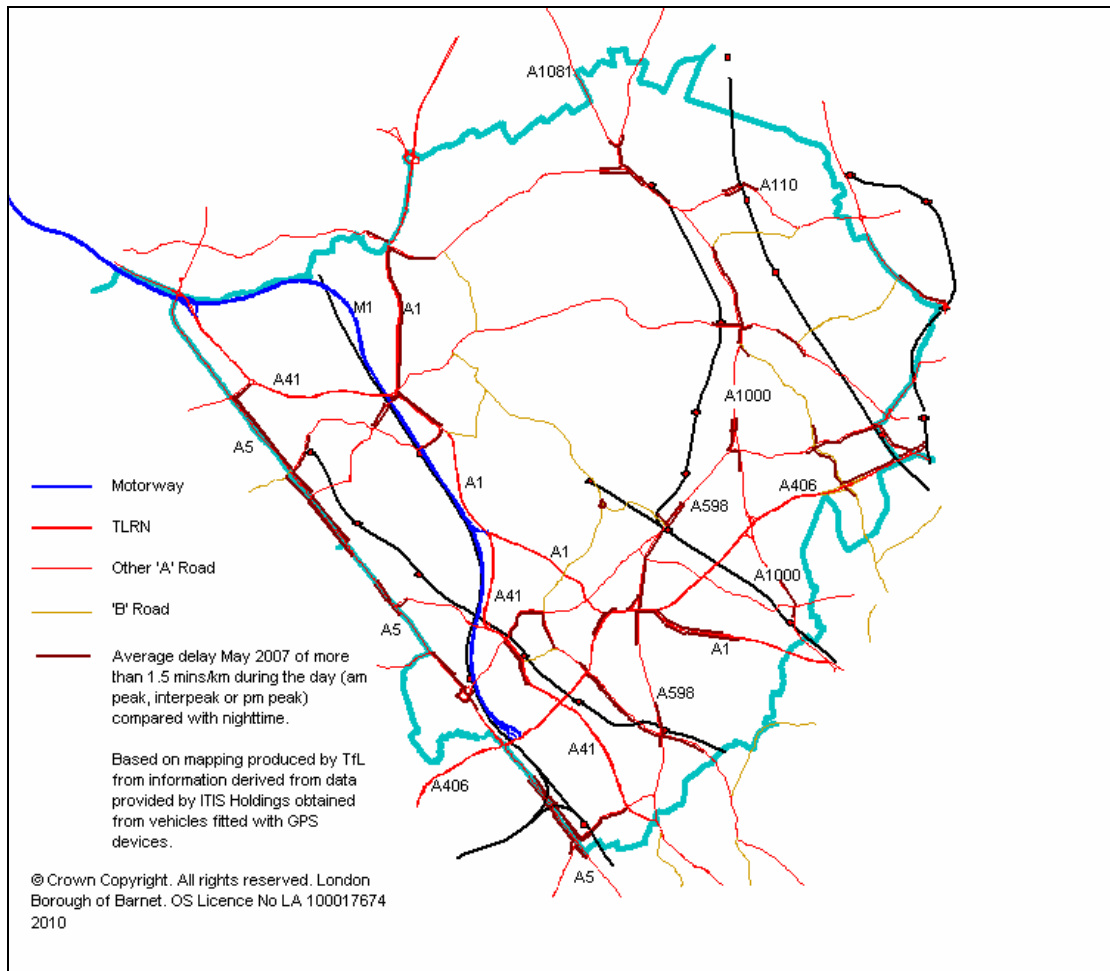 A1081
A110
M1
A1
A41
A1000
A5
A406
A1
A598
A1
A1000
A41
A5
A1
A598
A41
A406
A5
Motorway
TLRN
Other 'A' Road
'B' Road
Average delay May 2007 of more
than 1.5 mins/km during the day (am
peak, interpeak or pm peak)
compared with nighttime.
Based on mapping produced by TfL
from information derived from data
provided by ITIS Holdings obtained
from vehicles fitted with GPS
devices.
© Crown Copyright. All rights reserved. London
Borough of Barnet. OS Licence No LA 100017674
2010